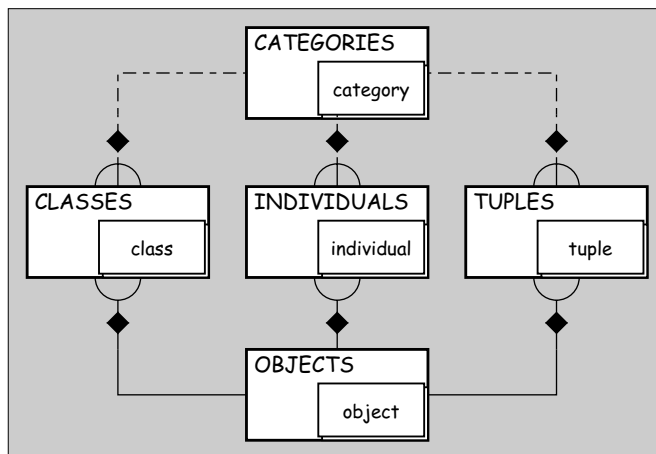 CATEGORIES
category
CLASSES
class
INDIVIDUALS
individual
TUPLES
tuple
OBJECTS
object